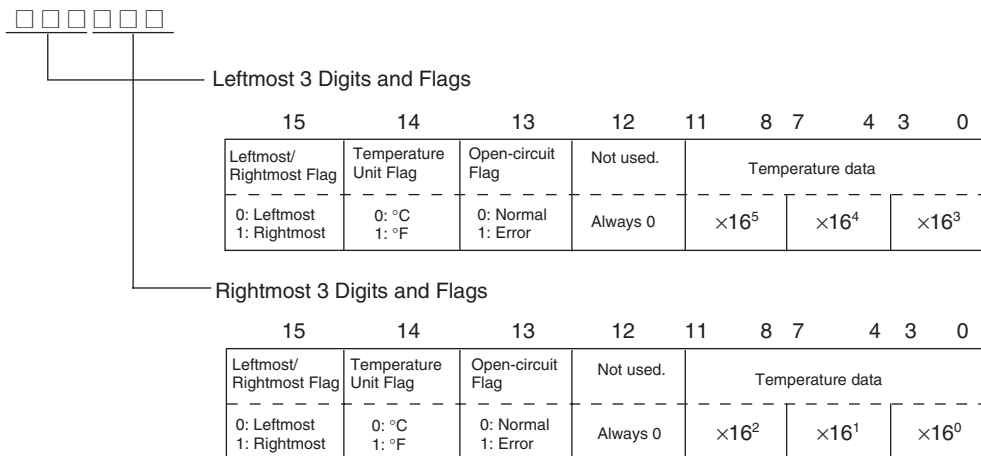 □□□□□□
Leftmost 3 Digits and Flags
15 14 13 12 11 8 7 4 3 0
Leftmost/ Temperature Open-circuit Not used. Temperature data
Rightmost Flag Unit Flag Flag
0: Leftmost 0: °C 0: Normal Always 0 ×16⁵ ×16⁴ ×16³
1: Rightmost 1: °F 1: Error
Rightmost 3 Digits and Flags
15 14 13 12 11 8 7 4 3 0
Leftmost/ Temperature Open-circuit Not used. Temperature data
Rightmost Flag Unit Flag Flag
0: Leftmost 0: °C 0: Normal Always 0 ×16² ×16¹ ×16⁰
1: Rightmost 1: °F 1: Error